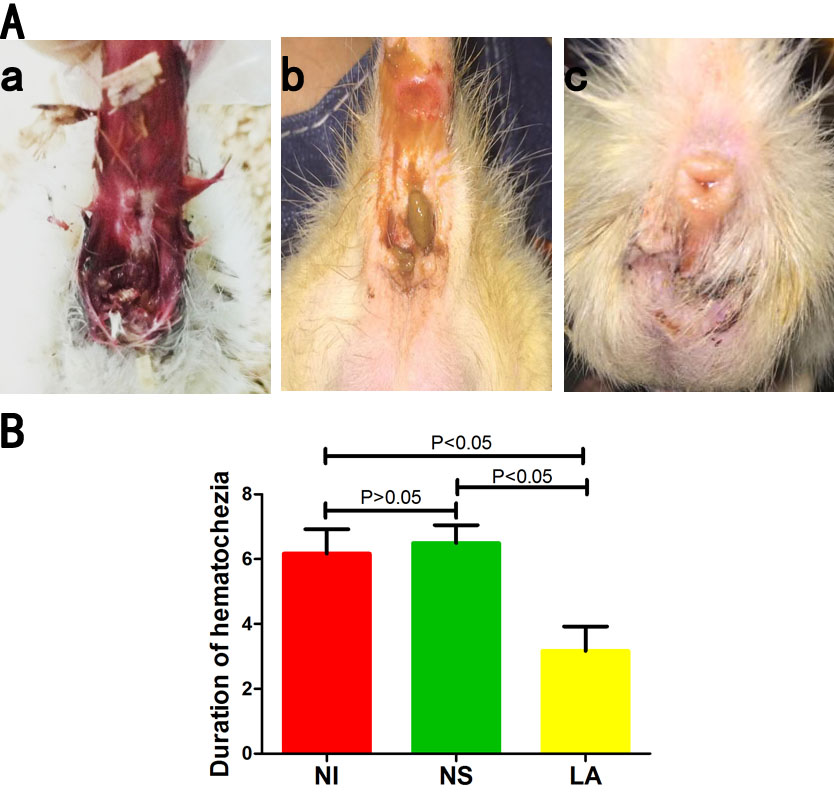 A
a b c
B
P<0.05
P<0.05
P>0.05
Duration of hematochezia
8
6
4
2
0
NI NS LA